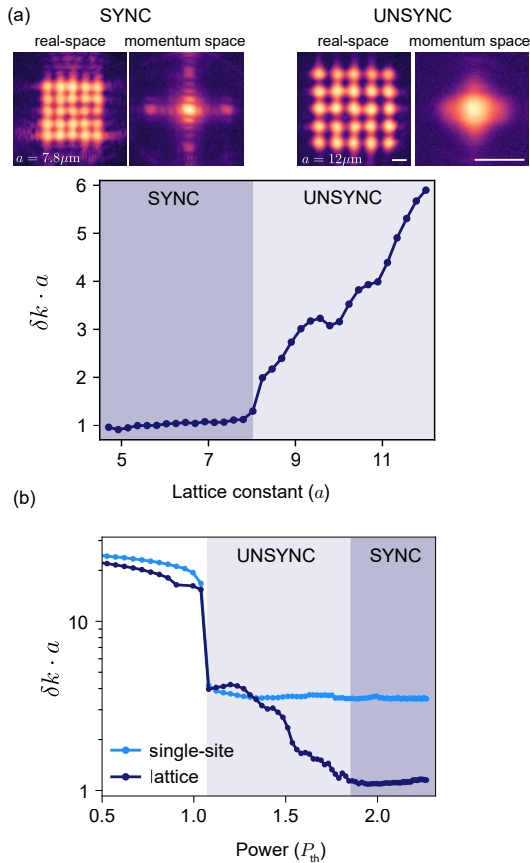 (a)
SYNC
UNSYNC
real-space momentum space
real-space momentum space
a = 7.8μm
a = 12μm
SYNC
UNSYNC
6
5
4
3
2
1
δk · a
5 7 9 11
Lattice constant (a)
(b)
UNSYNC
SYNC
10
1
δk · a
single-site
lattice
0.5 1.0 1.5 2.0
Power (P_th)